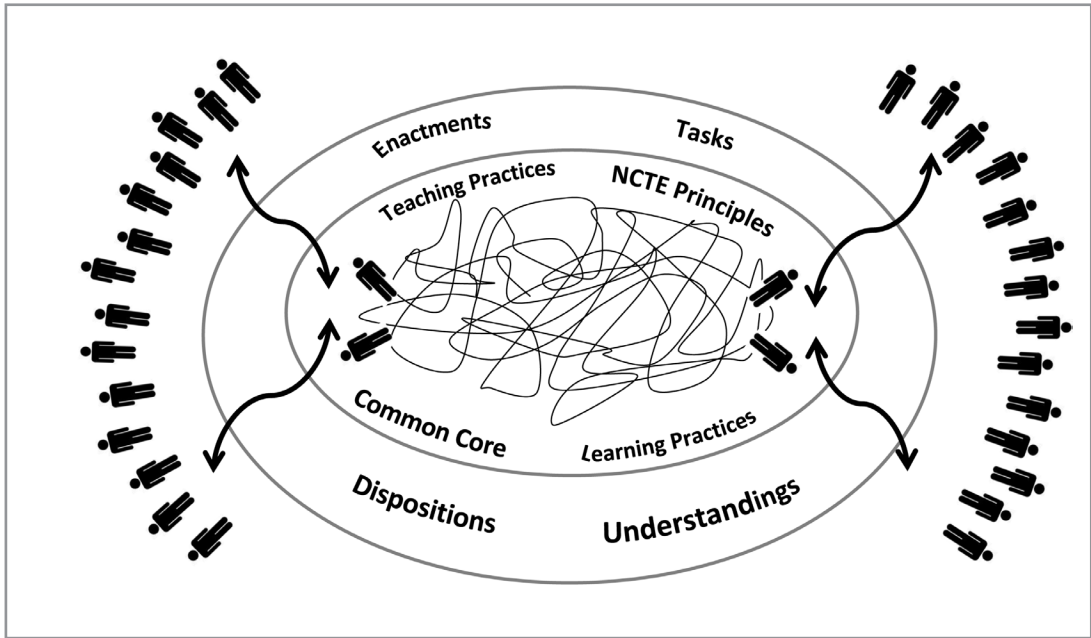 Enactments
Tasks
Teaching Practices
NCTE Principles
Common Core
Learning Practices
Dispositions
Understandings